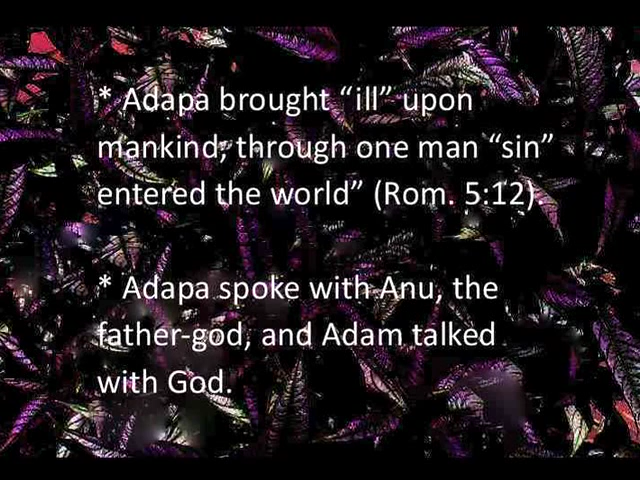 * Adapa brought “ill” upon
mankind; through one man “sin”
entered the world” (Rom. 5:12).
* Adapa spoke with Anu, the
father-god, and Adam talked
with God.